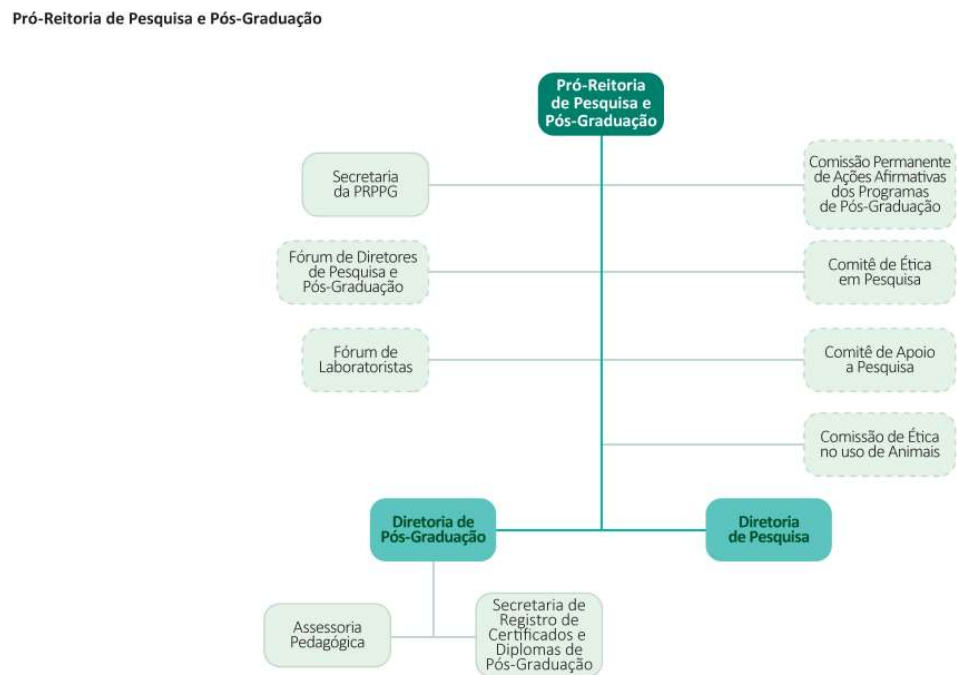 Pró-Reitoria de Pesquisa e Pós-Graduação
Pró-Reitoria
de Pesquisa e
Pós-Graduação
Secretaria
da PRPPG
Comissão Permanente
de Ações Afirmativas
dos Programas
de Pós-Graduação
Fórum de Diretores
de Pesquisa e
Pós-Graduação
Comitê de Ética
em Pesquisa
Fórum de
Laboratoristas
Comitê de Apoio
a Pesquisa
Comissão de Ética
no uso de Animais
Diretoria de
Pós-Graduação
Diretoria
de Pesquisa
Assessoria
Pedagógica
Secretaria de
Registro de
Certificados e
Diplomas de
Pós-Graduação